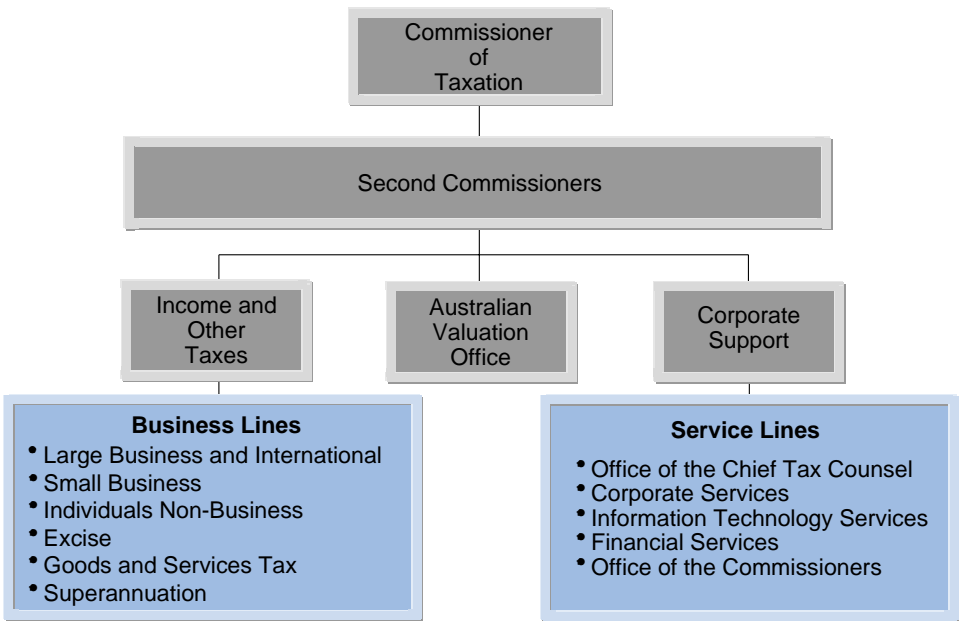 Commissioner
of
Taxation
Second Commissioners
Income and
Other
Taxes
Australian
Valuation
Office
Corporate
Support
Business Lines
• Large Business and International
• Small Business
• Individuals Non-Business
• Excise
• Goods and Services Tax
• Superannuation
Service Lines
• Office of the Chief Tax Counsel
• Corporate Services
• Information Technology Services
• Financial Services
• Office of the Commissioners